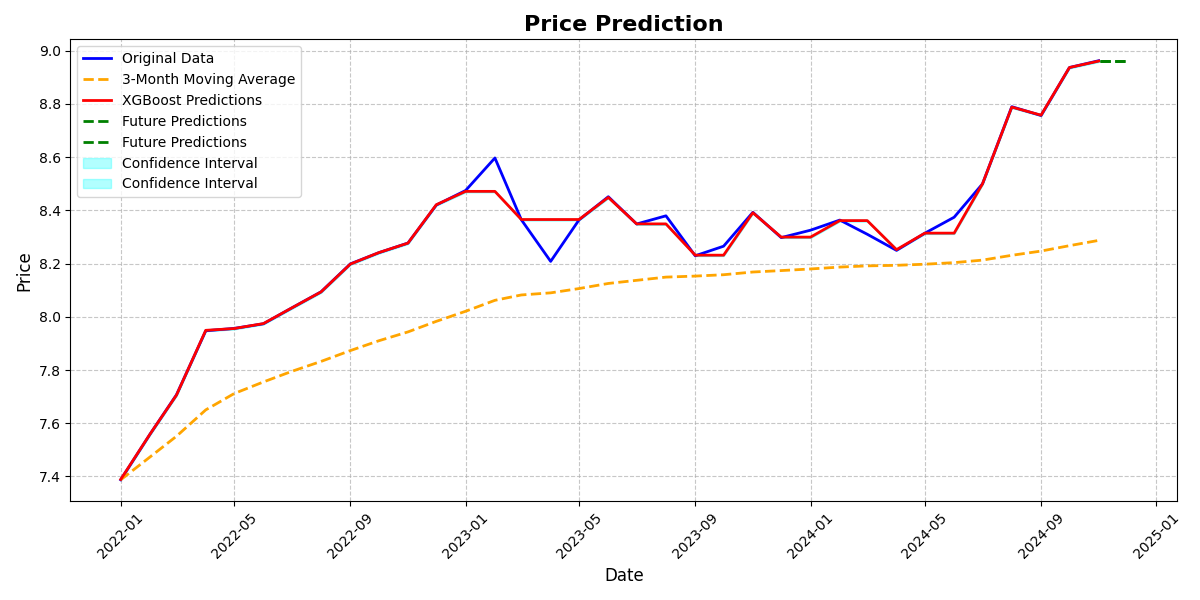 Price Prediction
Original Data
3-Month Moving Average
XGBoost Predictions
Future Predictions
Future Predictions
Confidence Interval
Confidence Interval
Price
9.0
8.8
8.6
8.4
8.2
8.0
7.8
7.6
7.4
2022-01
2022-05
2022-09
2023-01
2023-05
2023-09
2024-01
2024-05
2024-09
2025-01
Date